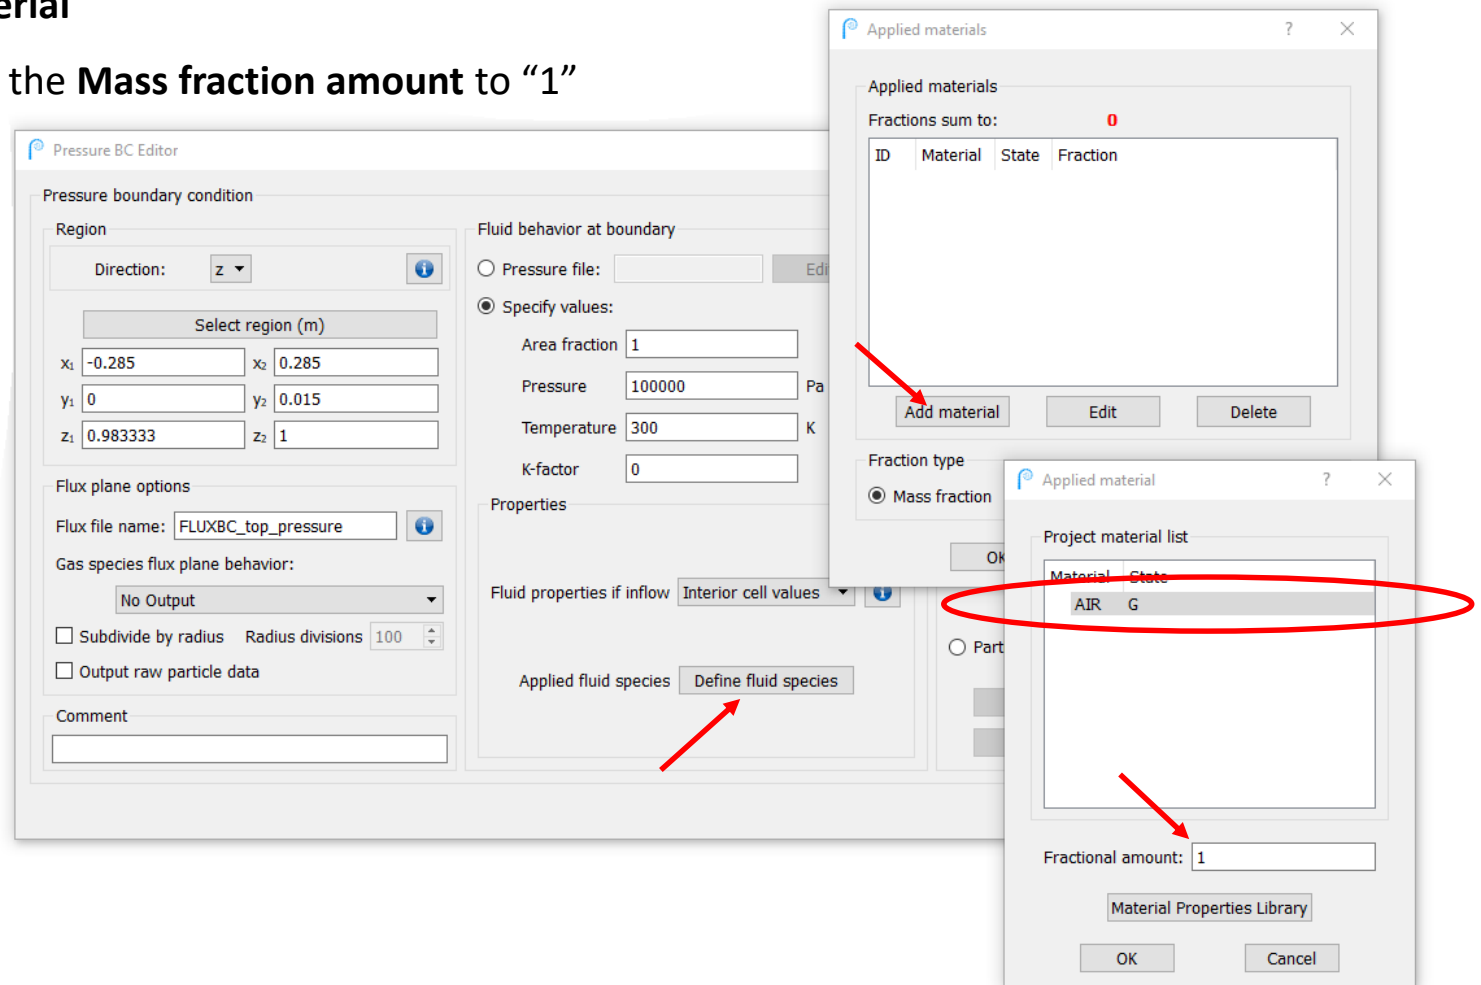 the Mass fraction amount to “1”
Pressure BC Editor
Pressure boundary condition
Region
Direction: z
Select region (m)
x₁ -0.285 x₂ 0.285
y₁ 0 y₂ 0.015
z₁ 0.983333 z₂ 1
Flux plane options
Flux file name: FLUXBC_top_pressure
Gas species flux plane behavior:
No Output
Subdivide by radius Radius divisions 100
Output raw particle data
Comment
Fluid behavior at boundary
Pressure file:
Specify values:
Area fraction 1
Pressure 100000 Pa
Temperature 300 K
K-factor 0
Properties
Fluid properties if inflow Interior cell values
Applied fluid species Define fluid species
Applied materials ?
Applied materials
Fractions sum to: 0
ID Material State Fraction
Add material Edit Delete
Fraction type
Mass fraction
OK
Part
Applied material ?
Project material list
Material State
AIR G
Fractional amount: 1
Material Properties Library
OK Cancel